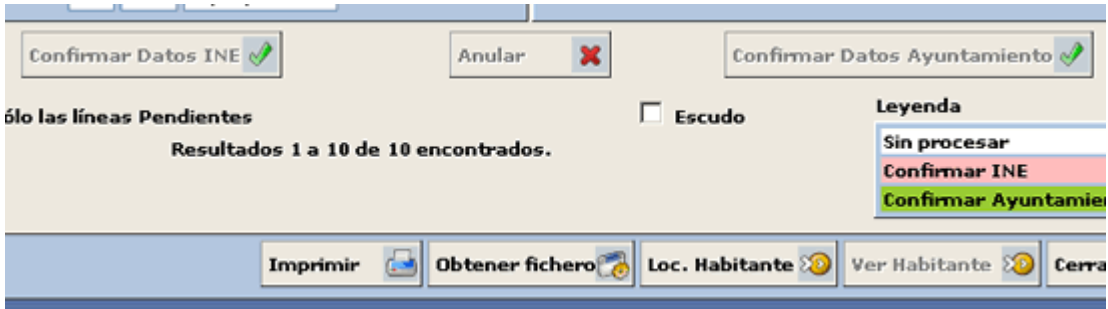 Confirmar Datos INE
Anular
Confirmar Datos Ayuntamiento
ólo las líneas Pendientes
Escudo
Leyenda
Resultados 1 a 10 de 10 encontrados.
Sin procesar
Confirmar INE
Confirmar Ayuntamie
Imprimir
Obtener fichero
Loc. Habitante
Ver Habitante
Cerra